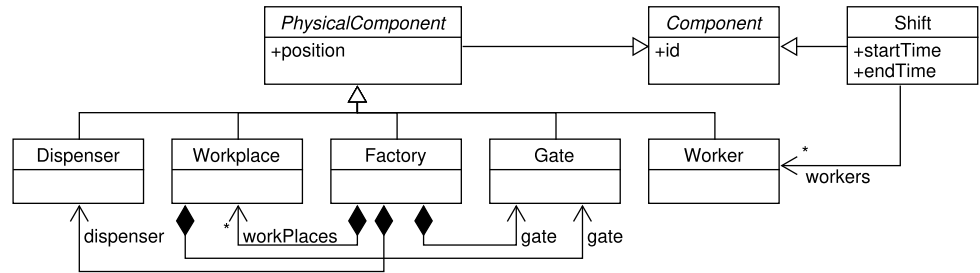 PhysicalComponent
+position
Component
+id
Shift
+startTime
+endTime
Dispenser
Workplace
Factory
Gate
Worker
*
workers
dispenser
*
workPlaces
gate
gate